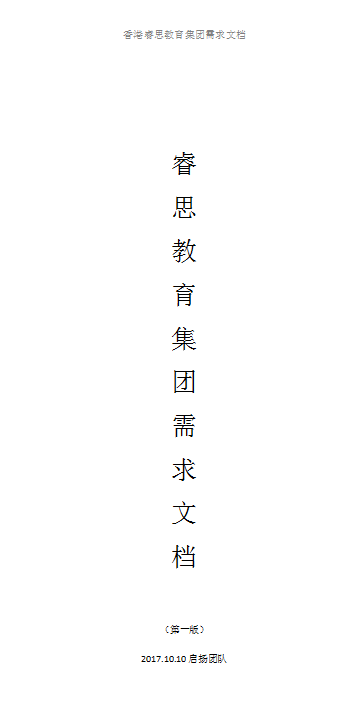 香港睿思教育集团需求文档
睿
思
教
育
集
团
需
求
文
档
（第一版）
2017.10.10 启扬团队